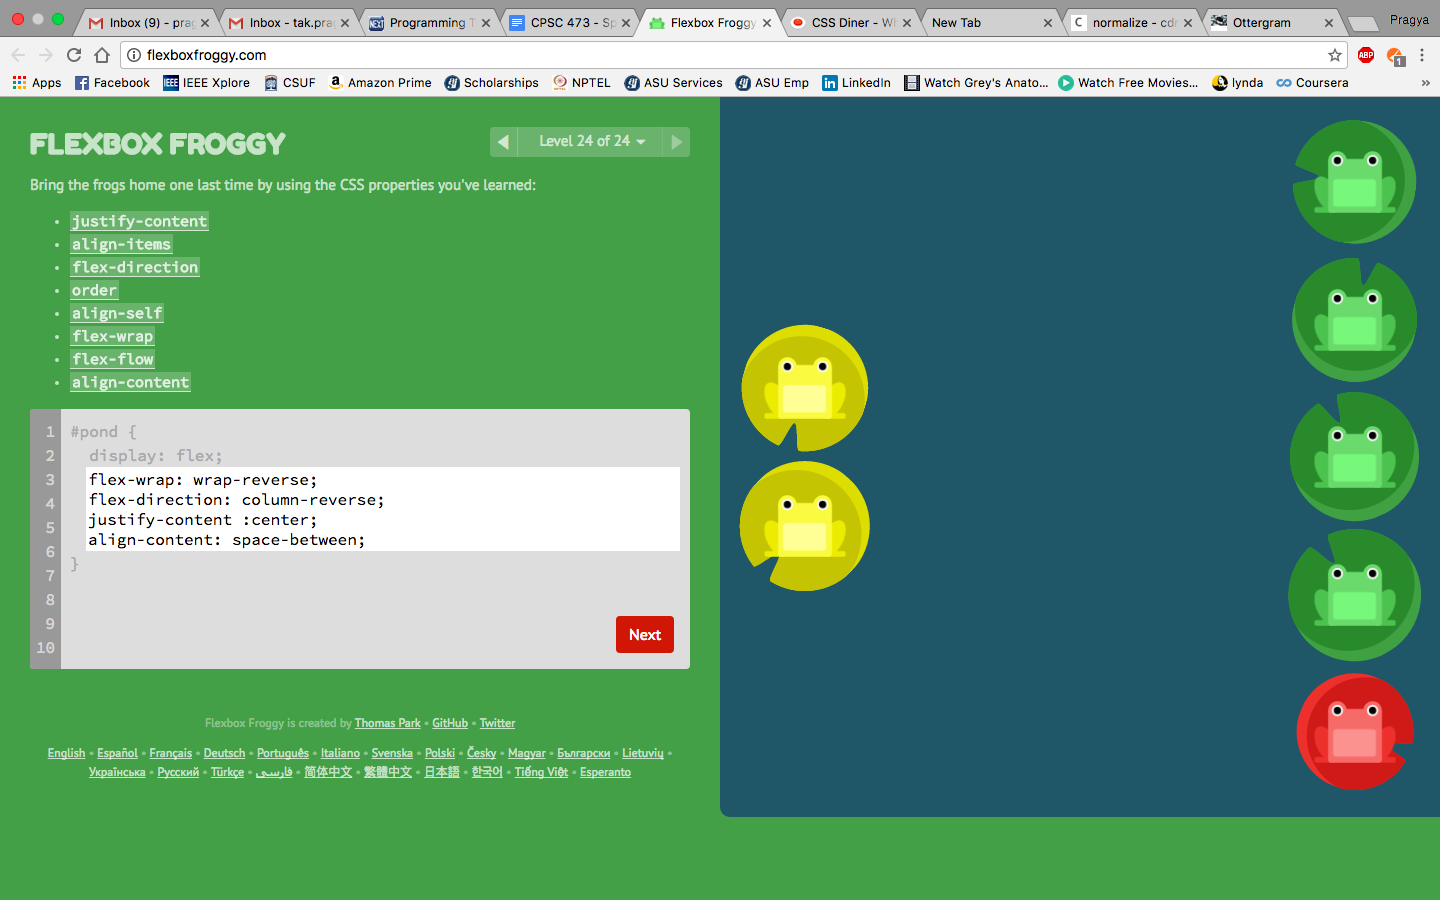 Inbox (9) - prag
Inbox - tak.prag
Programming T
CPSC 473 - Sp
Flexbox Froggy
CSS Diner - Wh
New Tab
normalize - cdn
Ottergram
Pragya
flexboxfroggy.com
ABP
1
Apps
Facebook
IEEE IEEE Xplore
CSUF
Amazon Prime
Scholarships
NPTEL
ASU Services
ASU Emp
LinkedIn
Watch Grey's Anato...
Watch Free Movies...
lynda
Coursera
»
FLEXBOX FROGGY
Level 24 of 24
Bring the frogs home one last time by using the CSS properties you've learned:
• justify-content
• align-items
• flex-direction
• order
• align-self
• flex-wrap
• flex-flow
• align-content
1 #pond {
2 display: flex;
3 flex-wrap: wrap-reverse;
4 flex-direction: column-reverse;
5 justify-content :center;
6 align-content: space-between;
7 }
8
9
10
Next
Flexbox Froggy is created by Thomas Park • GitHub • Twitter
English • Español • Français • Deutsch • Português • Italiano • Svenska • Polski • Česky • Magyar • Български • Lietuvių •
Українська • Русский • Türkçe • فارسی • 简体中文 • 繁體中文 • 日本語 • 한국어 • Tiếng Việt • Esperanto